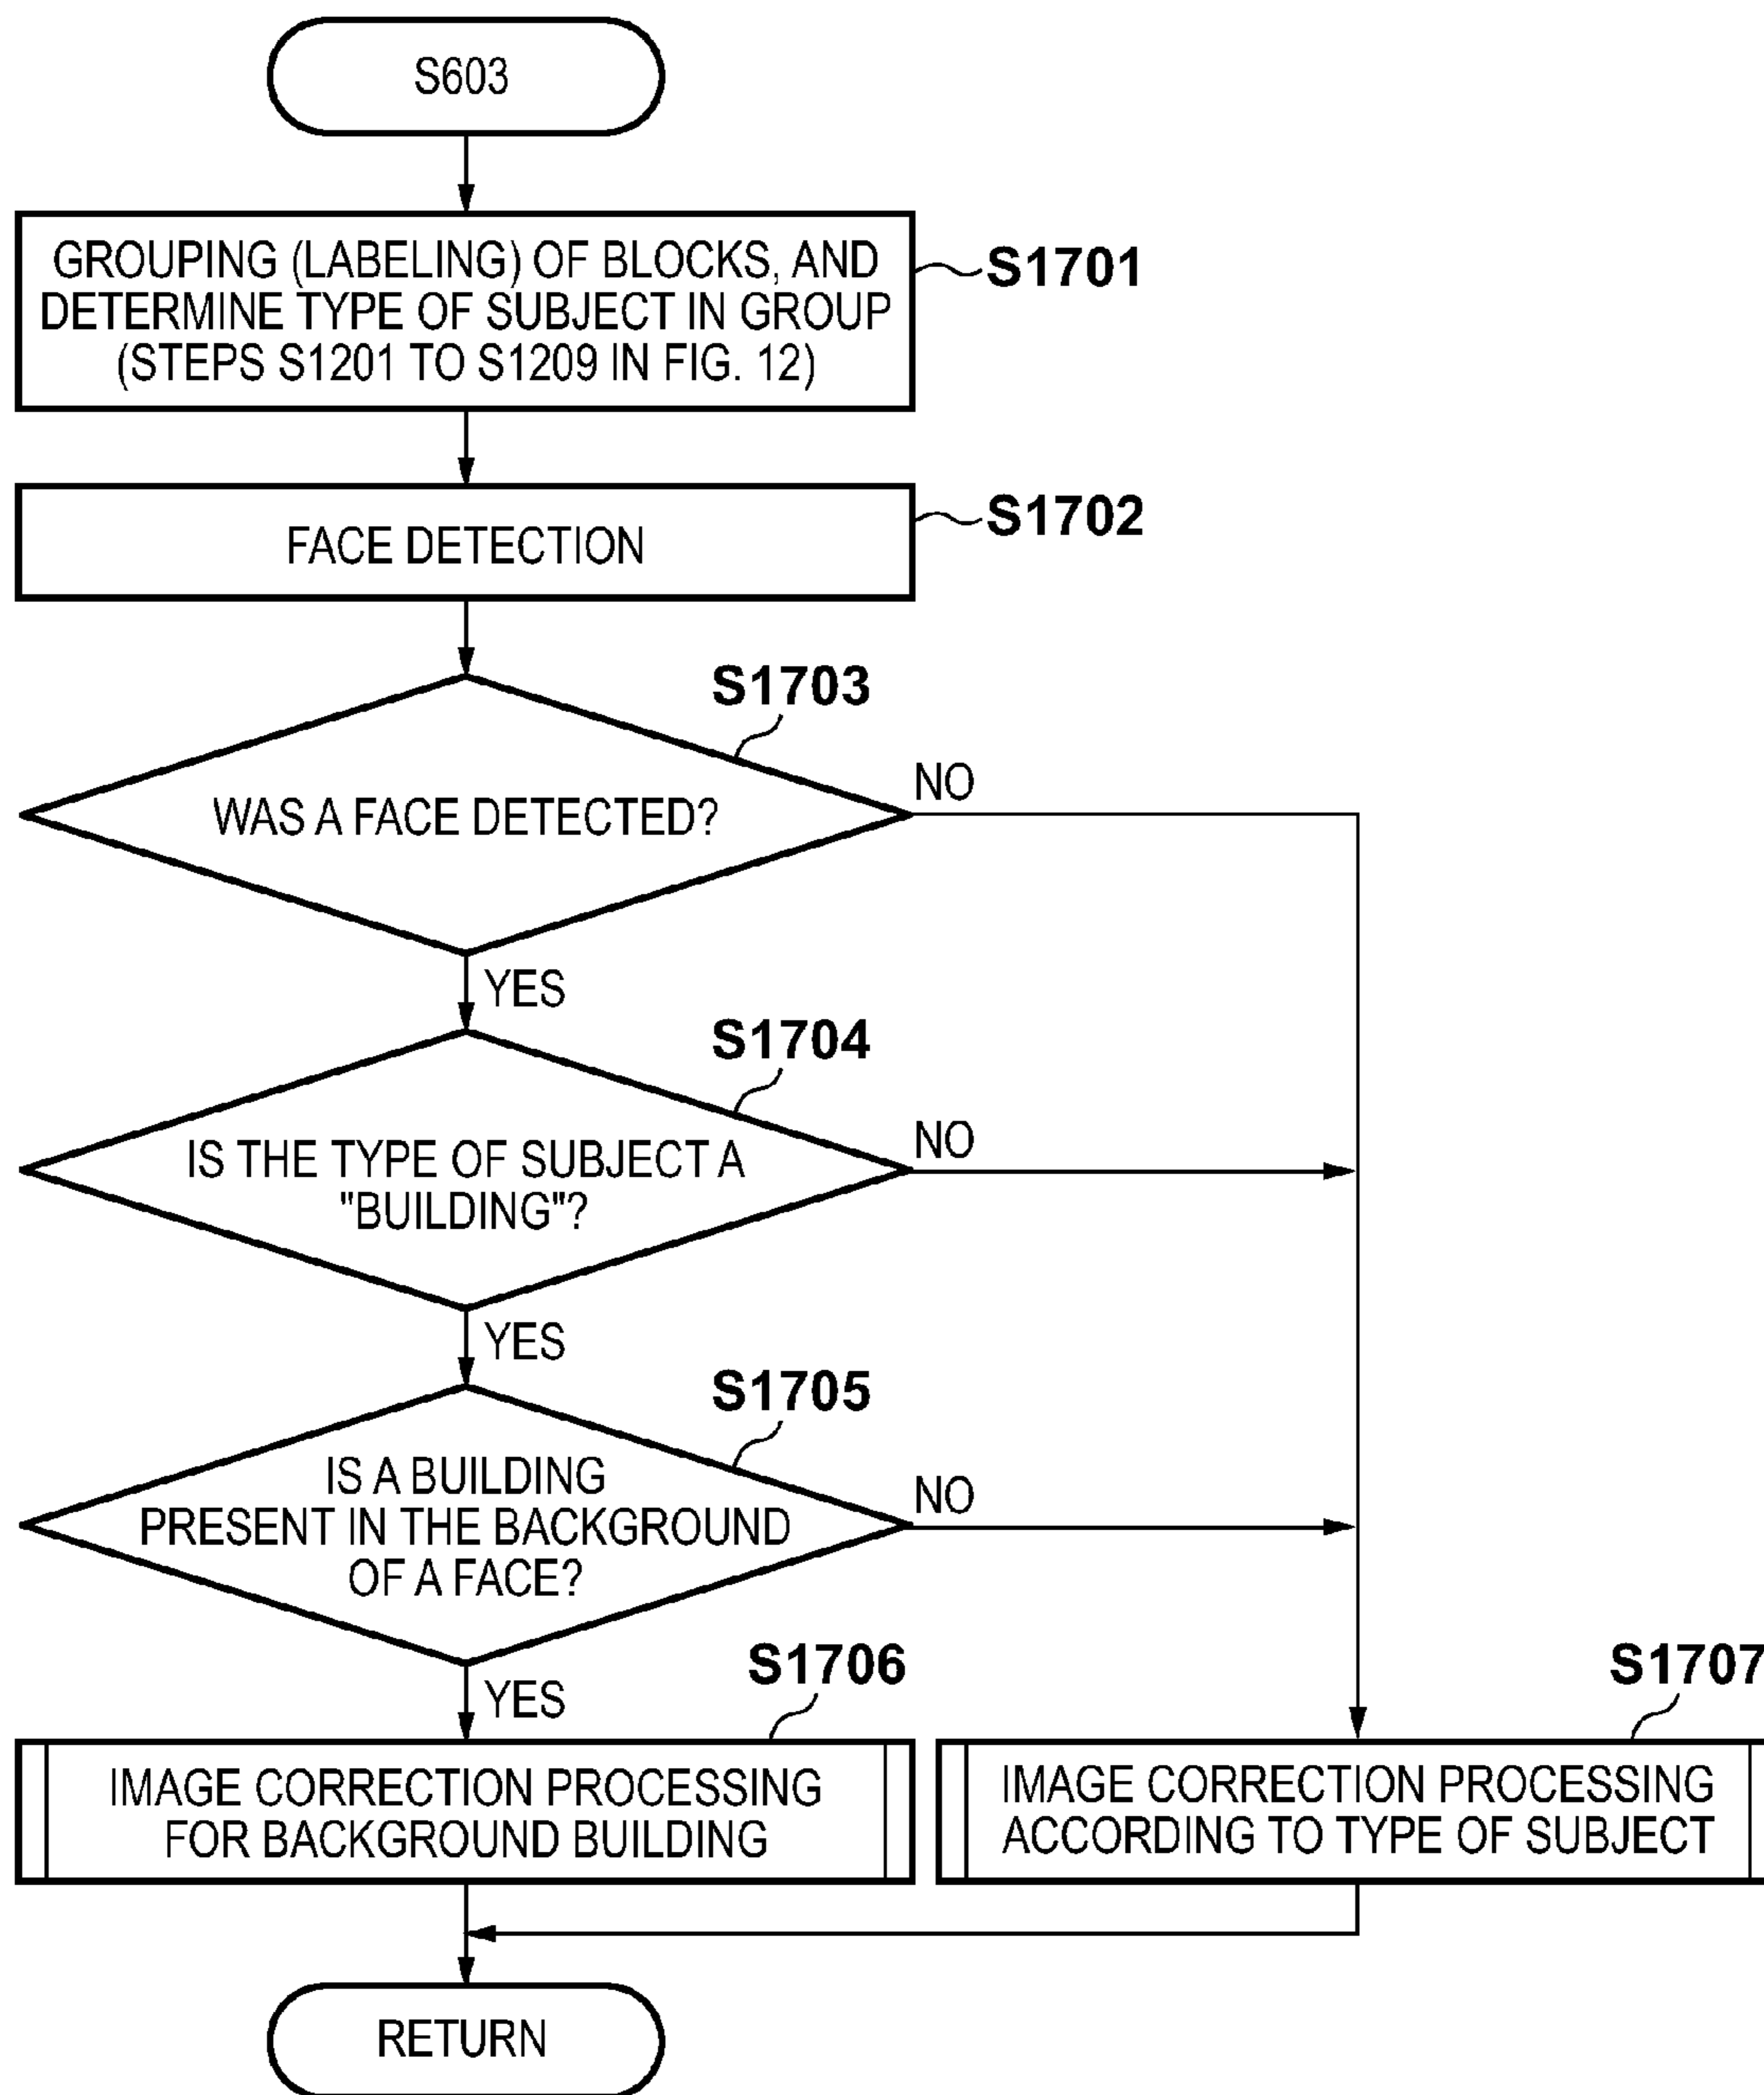 S603
GROUPING (LABELING) OF BLOCKS, AND
DETERMINE TYPE OF SUBJECT IN GROUP
(STEPS S1201 TO S1209 IN FIG. 12)
S1701
FACE DETECTION
S1702
S1703
WAS A FACE DETECTED?
NO
YES
S1704
IS THE TYPE OF SUBJECT A
"BUILDING"?
NO
YES
S1705
IS A BUILDING
PRESENT IN THE BACKGROUND
OF A FACE?
NO
YES
S1706
IMAGE CORRECTION PROCESSING
FOR BACKGROUND BUILDING
S1707
IMAGE CORRECTION PROCESSING
ACCORDING TO TYPE OF SUBJECT
RETURN